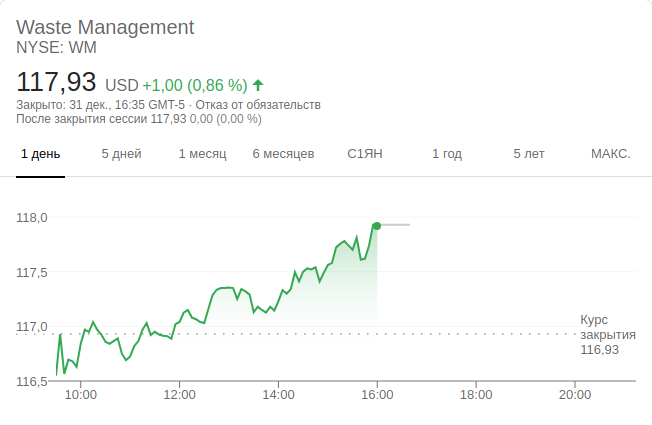 Waste Management
NYSE: WM
117,93 USD +1,00 (0,86 %)
Закрыто: 31 дек., 16:35 GMT-5 · Отказ от обязательств
После закрытия сессии 117,93 0,00 (0,00 %)
1 день 5 дней 1 месяц 6 месяцев С1ЯН 1 год 5 лет МАКС.
118,0
117,5
117,0
116,5
Курс
закрытия
116,93
10:00 12:00 14:00 16:00 18:00 20:00